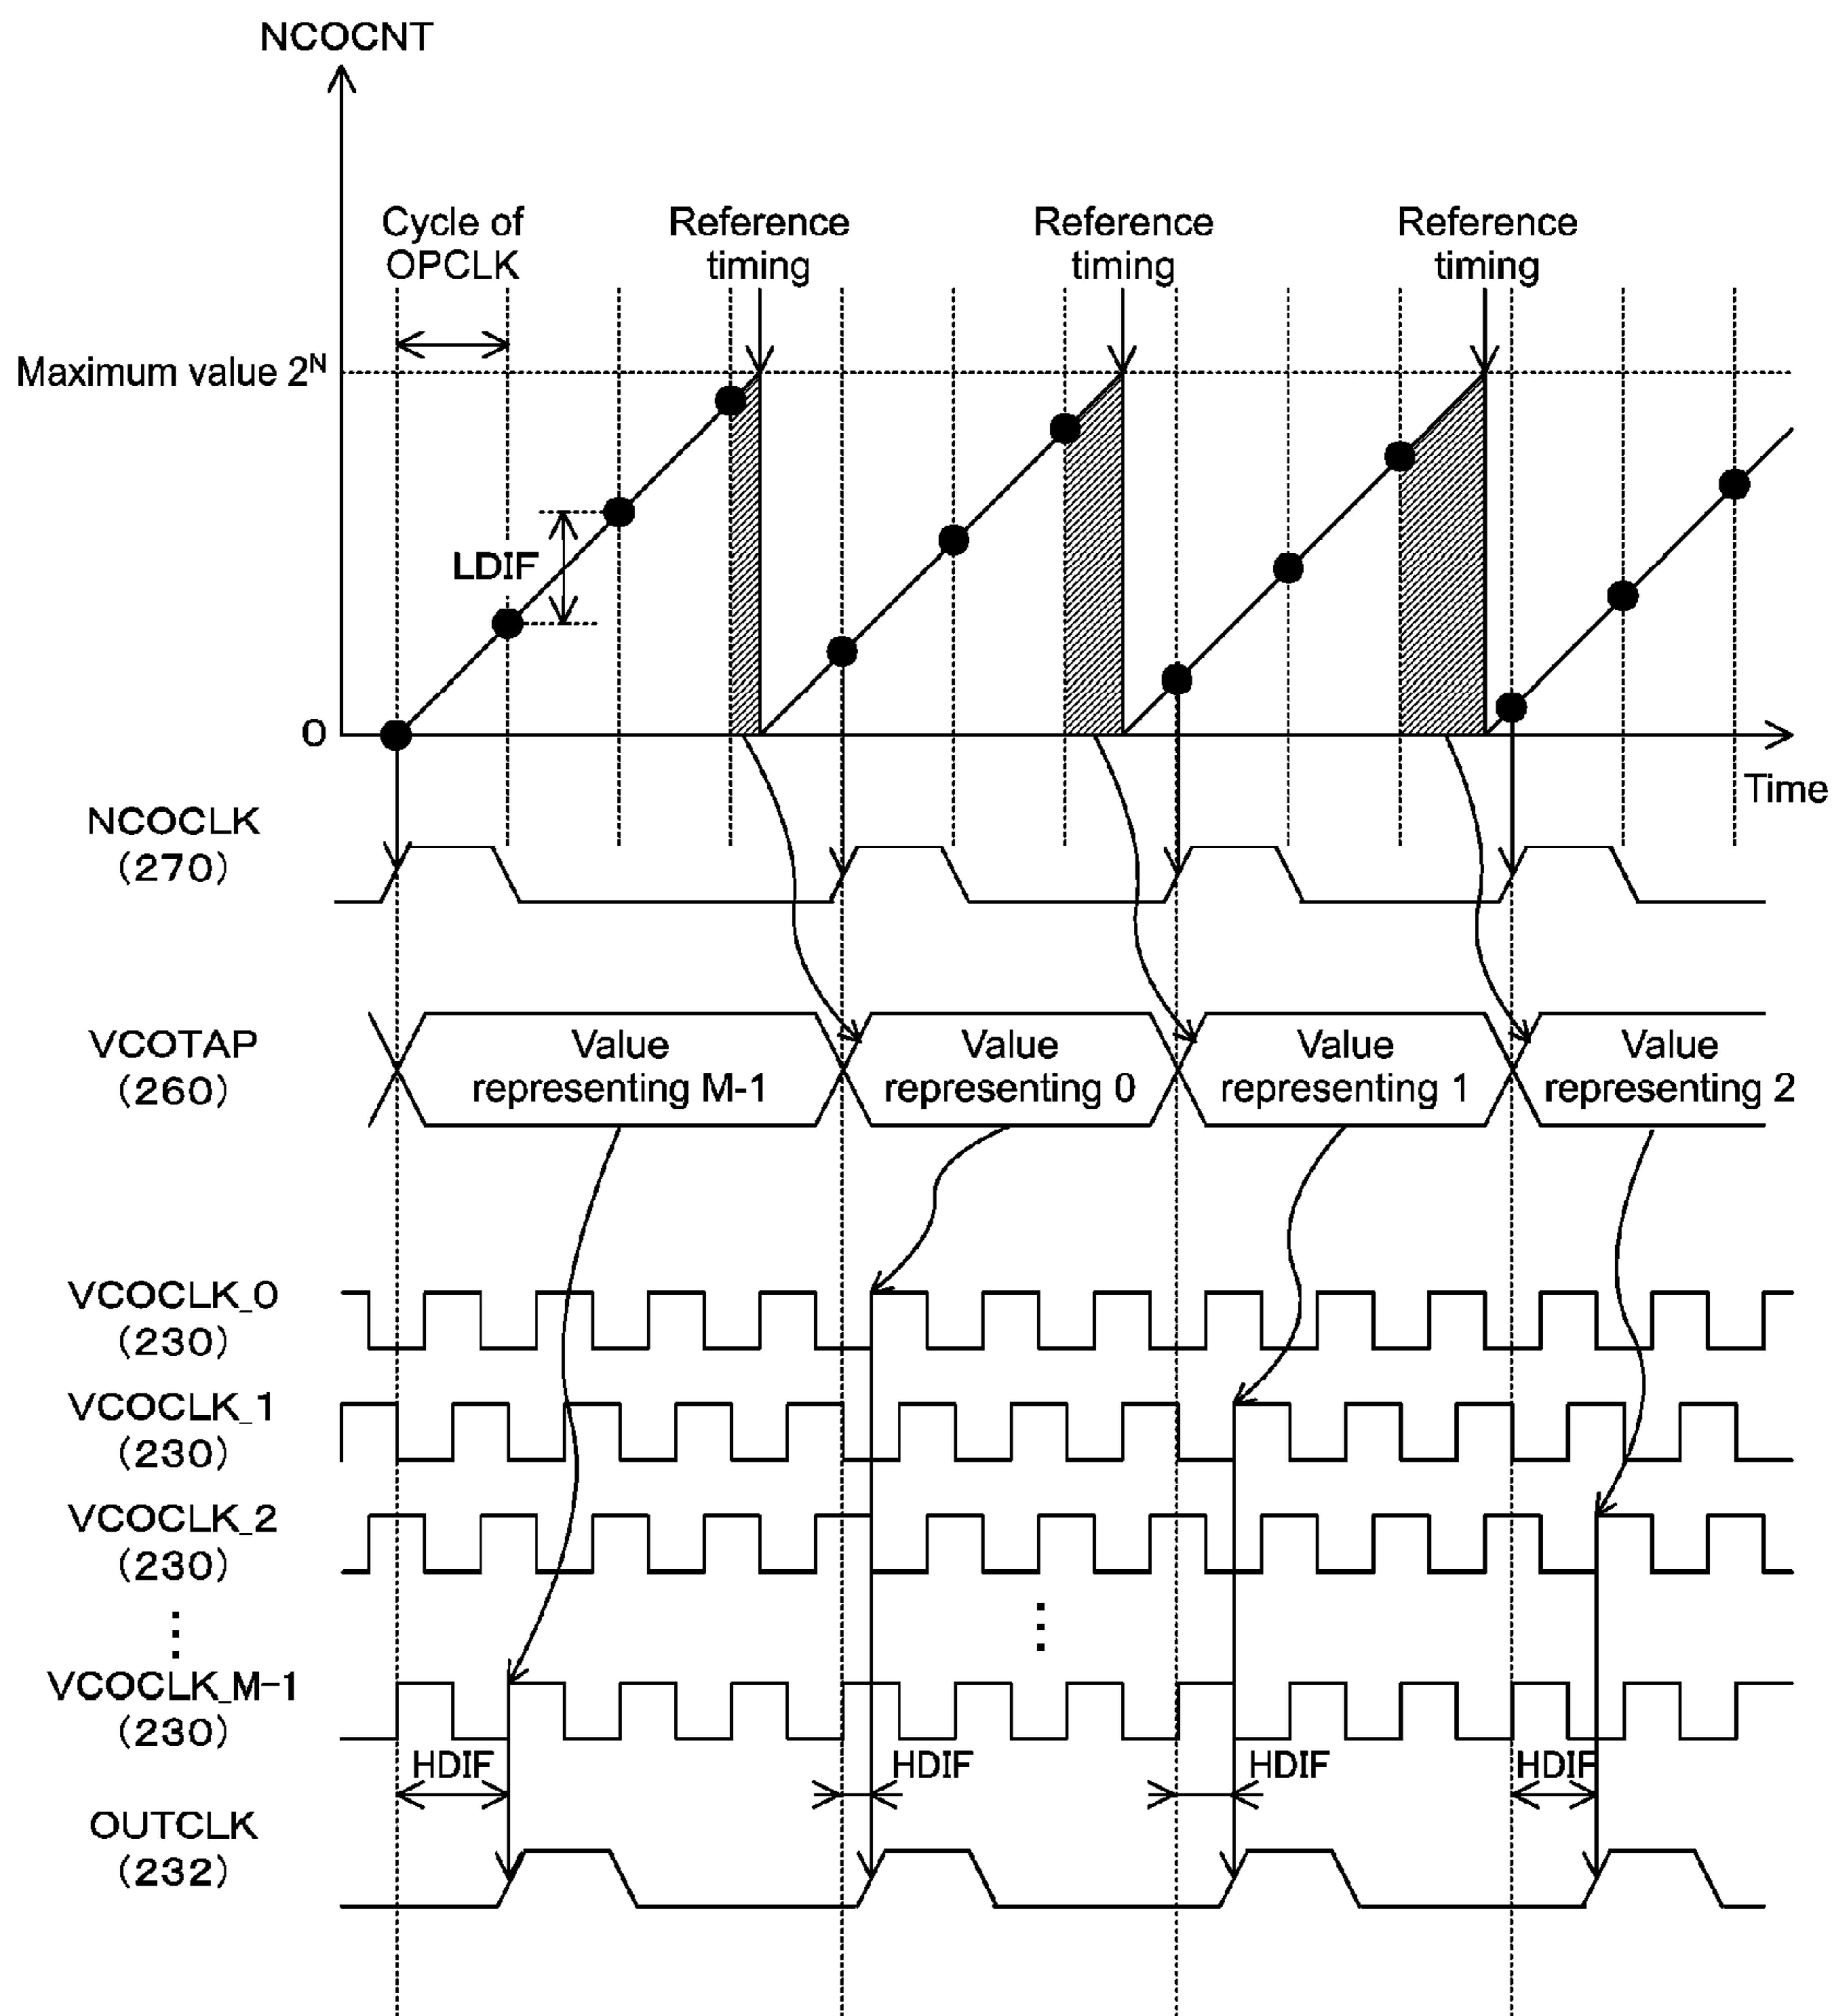 NCOCNT
Cycle of
OPCLK
Reference
timing
Reference
timing
Reference
timing
Maximum value 2^N
LDIF
0
Time
NCOCLK
(270)
VCOTAP
(260)
Value
representing M-1
Value
representing 0
Value
representing 1
Value
representing 2
VCOCLK_0
(230)
VCOCLK_1
(230)
VCOCLK_2
(230)
⋮
⋮
VCOCLK_M-1
(230)
HDIF
HDIF
HDIF
HDIF
OUTCLK
(232)